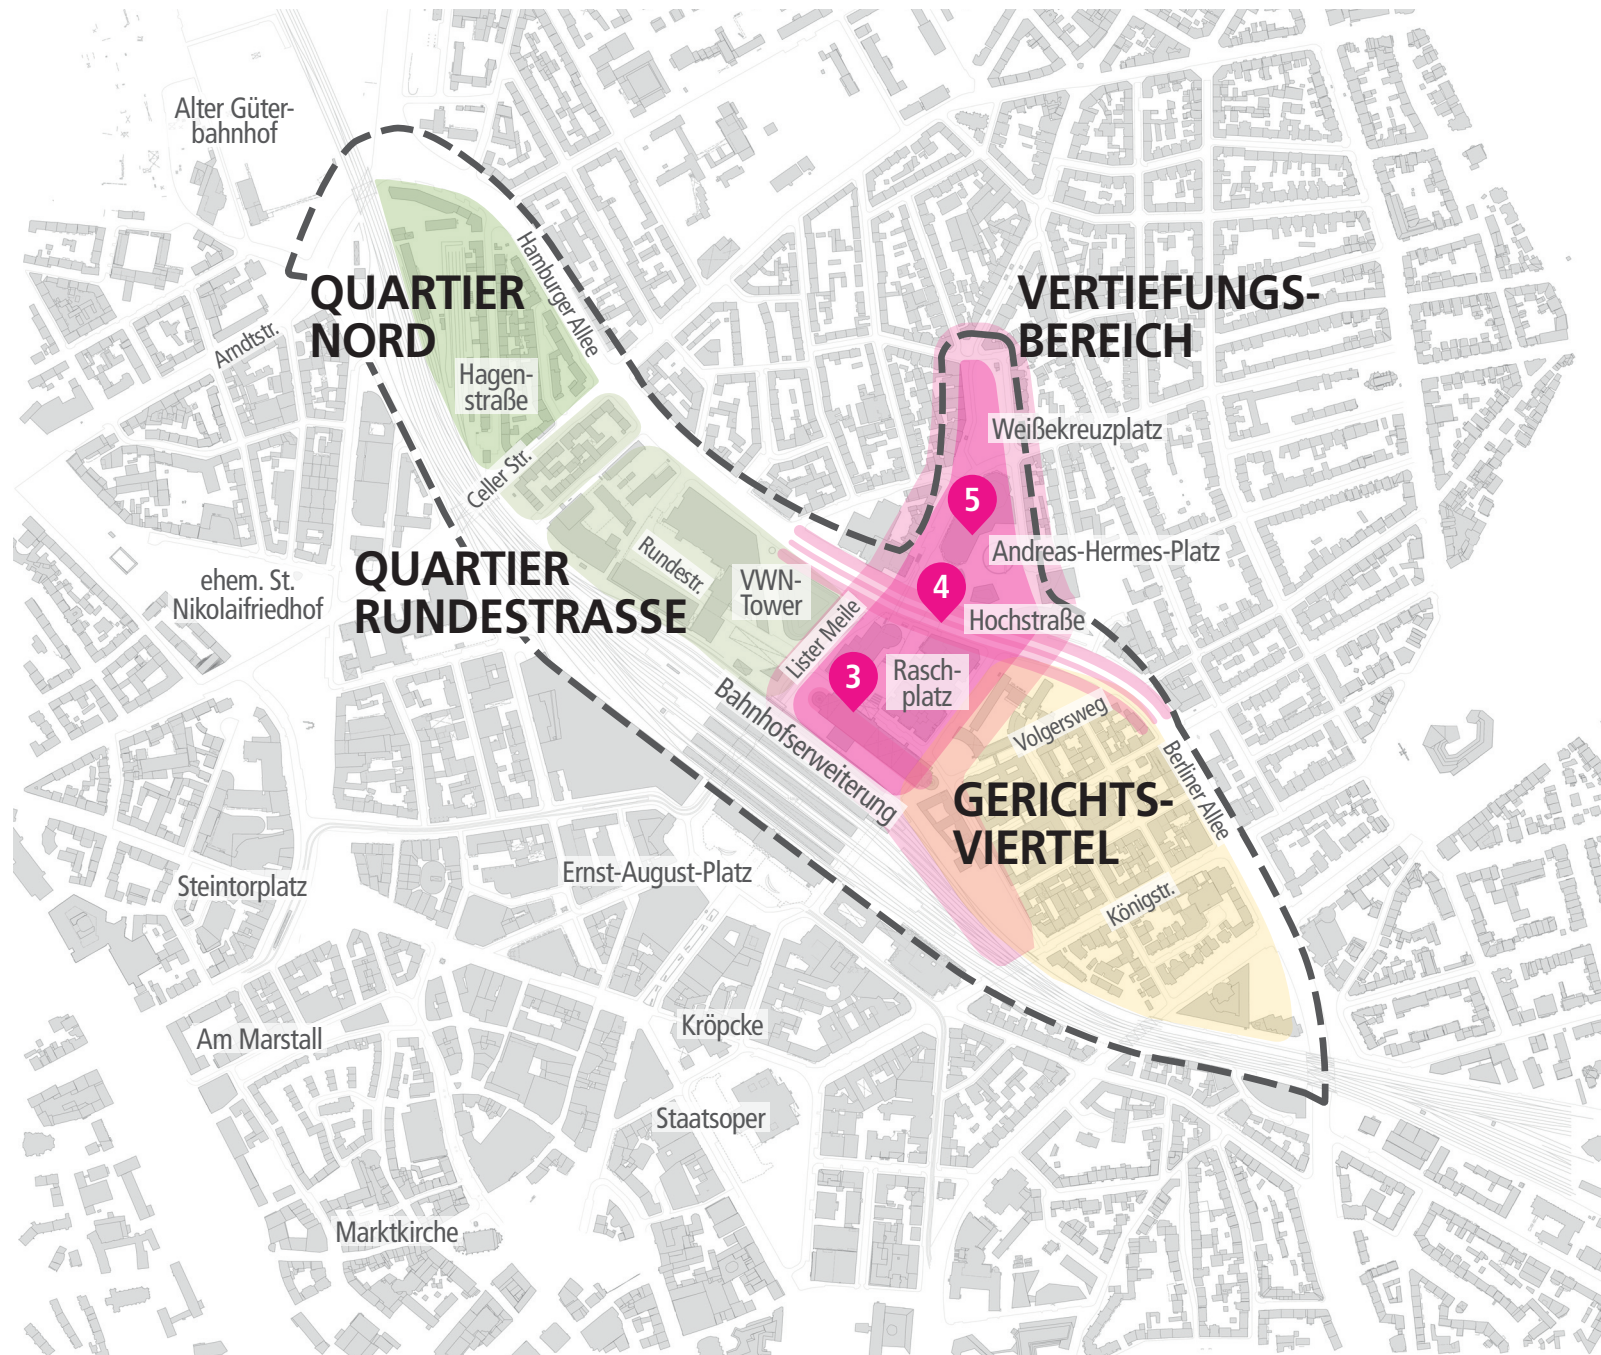 Alter Güter-
bahnhof
Hamburger Allee
QUARTIER
NORD
VERTIEFUNGS-
BEREICH
Arndtstr.
Hagen-
straße
Weißekreuzplatz
Celler Str.
5
Andreas-Hermes-Platz
QUARTIER
RUNDESTRASSE
Rundestr.
VWN-
Tower
4
Hochstraße
ehem. St.
Nikolaifriedhof
Lister Meile
3
Rasch-
platz
Bahnhofserweiterung
Volgersweg
Berliner Allee
GERICHTS-
VIERTEL
Ernst-August-Platz
Steintorplatz
Königstr.
Kröpcke
Am Marstall
Staatsoper
Marktkirche